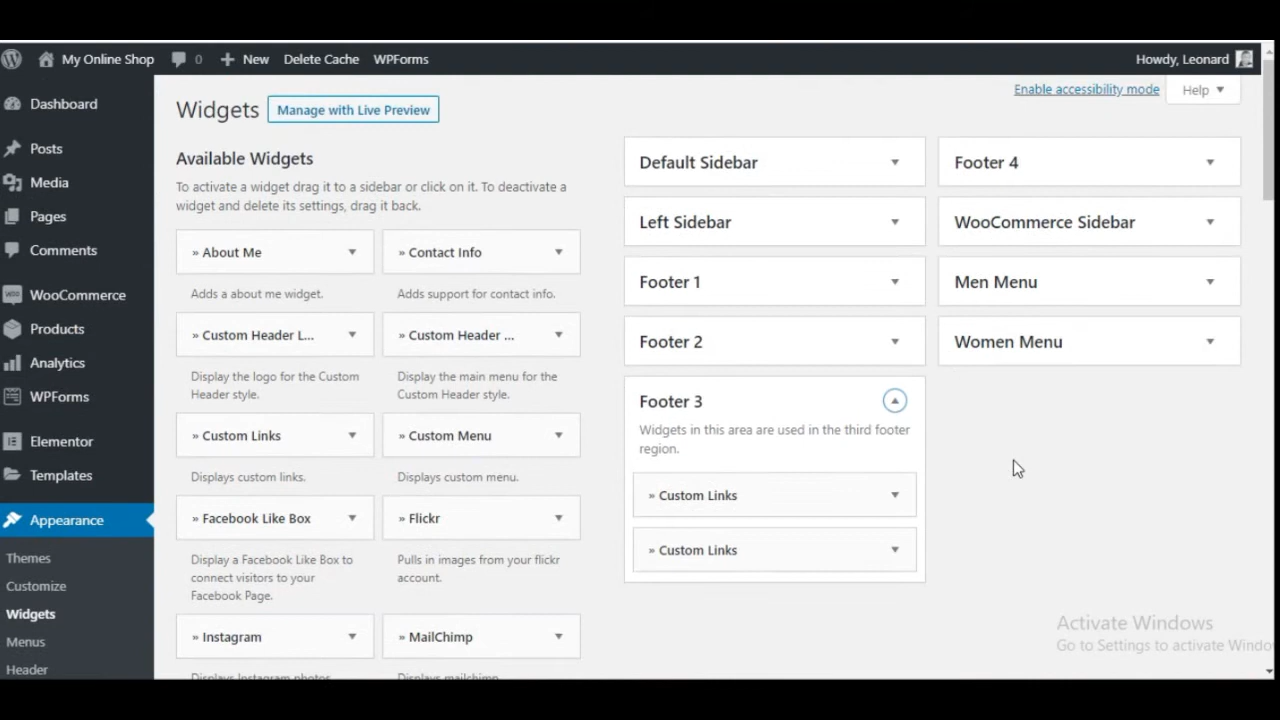 My Online Shop
0
New
Delete Cache
WPForms
Howdy, Leonard
Dashboard
Posts
Media
Pages
Comments
WooCommerce
Products
Analytics
WPForms
Elementor
Templates
Appearance
Themes
Customize
Widgets
Menus
Header
Enable accessibility mode
Help
Widgets
Manage with Live Preview
Available Widgets
To activate a widget drag it to a sidebar or click on it. To deactivate a
widget and delete its settings, drag it back.
» About Me
Adds a about me widget.
» Contact Info
Adds support for contact info.
» Custom Header L...
Display the logo for the Custom
Header style.
» Custom Header ...
Display the main menu for the
Custom Header style.
» Custom Links
Displays custom links.
» Custom Menu
Displays custom menu.
» Facebook Like Box
Display a Facebook Like Box to
connect visitors to your
Facebook Page.
» Flickr
Pulls in images from your flickr
account.
» Instagram
Displays Instagram photos
» MailChimp
Displays mailchimp
Default Sidebar
Left Sidebar
Footer 1
Footer 2
Footer 3
Widgets in this area are used in the third footer
region.
» Custom Links
» Custom Links
Footer 4
WooCommerce Sidebar
Men Menu
Women Menu
Activate Windows
Go to Settings to activate Windo